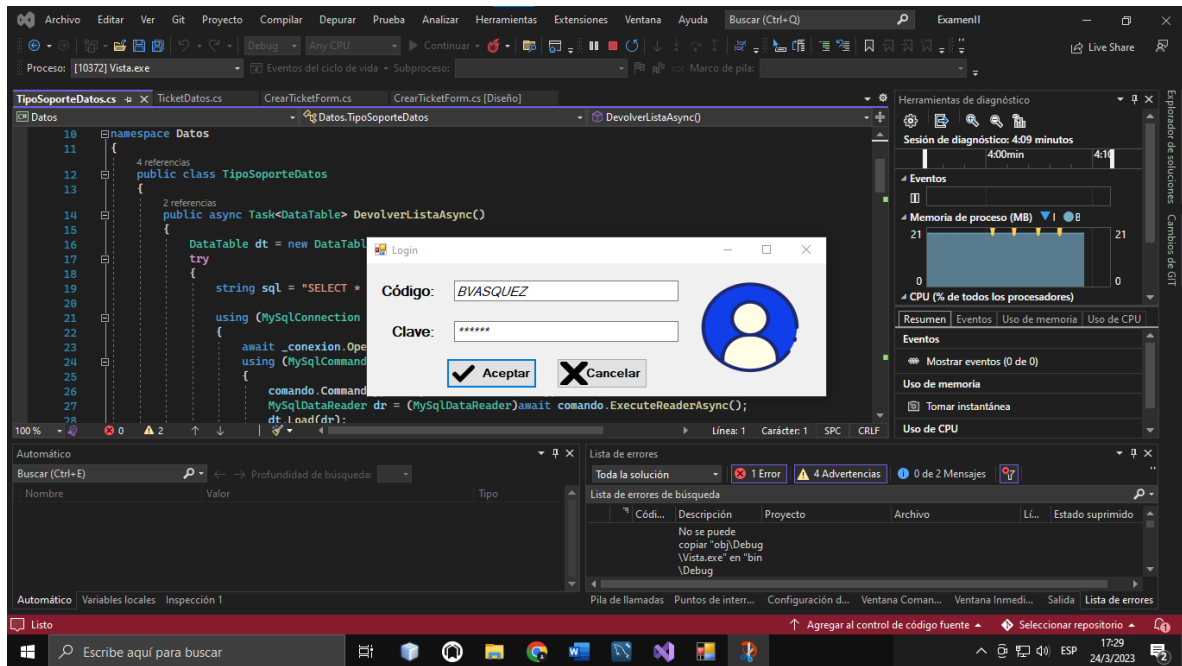 Archivo Editar Ver Git Proyecto Compilar Depurar Prueba Analizar Herramientas Extensiones Ventana Ayuda Buscar (Ctrl+Q) ExamenII
Debug Any CPU Continuar Live Share
Proceso: [10372] Vista.exe Eventos del ciclo de vida Subproceso: Marco de pila:
TipoSoporteDatos.cs TicketDatos.cs CrearTicketForm.cs CrearTicketForm.cs [Diseño]
Datos Datos.TipoSoporteDatos DevolverListaAsync()
10 namespace Datos
11 {
4 referencias
12 public class TipoSoporteDatos
13 {
2 referencias
14 public async Task<DataTable> DevolverListaAsync()
15 {
16 DataTable dt = new DataTabl
17 try
18 {
19 string sql = "SELECT *
20
21 using (MySqlConnection
22 {
23 await _conexion.Ope
24 using (MySqlCommand
25 {
26 comando.Command
27 MySqlDataReader dr = (MySqlDataReader)await comando.ExecuteReaderAsync();
28 dt.Load(dr);
100 % 0 2 Línea: 1 Carácter: 1 SPC CRLF
Login
Código: BVASQUEZ
Clave: ******
Aceptar Cancelar
Herramientas de diagnóstico
Sesión de diagnóstico: 4:09 minutos
4:00min 4:10
Eventos
Memoria de proceso (MB)
21 21
0 0
CPU (% de todos los procesadores)
Resumen Eventos Uso de memoria Uso de CPU
Eventos
Mostrar eventos (0 de 0)
Uso de memoria
Tomar instantánea
Uso de CPU
Explorador de soluciones
Cambios de GIT
Automático
Buscar (Ctrl+E) Profundidad de búsqueda:
Nombre Valor Tipo
Automático Variables locales Inspección 1
Lista de errores
Toda la solución 1 Error 4 Advertencias 0 de 2 Mensajes
Lista de errores de búsqueda
Códi... Descripción Proyecto Archivo Lí... Estado suprimido
No se puede
copiar "obj\Debug
\Vista.exe" en "bin
\Debug
Pila de llamadas Puntos de interr... Configuración d... Ventana Coman... Ventana Inmedi... Salida Lista de errores
Listo Agregar al control de código fuente Seleccionar repositorio
Escribe aquí para buscar ESP 17:29
24/3/2023